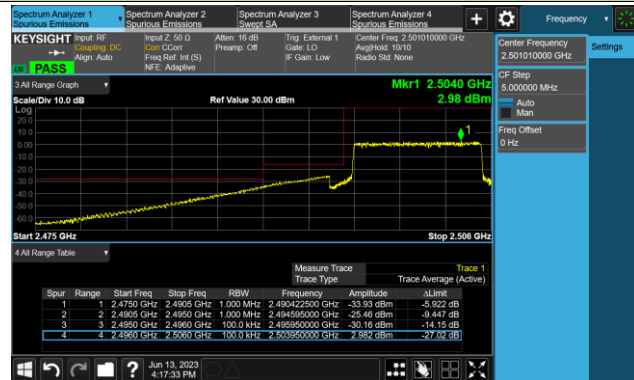 Spectrum Analyzer 1
Spurious Emissions
Spectrum Analyzer 2
Spurious Emissions
Spectrum Analyzer 3
Swept SA
Spectrum Analyzer 4
Spurious Emissions
Frequency
KEYSIGHT
Input: RF
Coupling: DC
Align: Auto
Input Z: 50 Ω
Corr CCorr
Freq Ref: Int (S)
NFE: Adaptive
Atten: 16 dB
Preamp: Off
Trig: External 1
Gate: LO
IF Gain: Low
Center Freq: 2.501010000 GHz
Avg|Hold: 10/10
Radio Std: None
PASS
Center Frequency
2.501010000 GHz
Settings
CF Step
5.000000 MHz
Auto
Man
Freq Offset
0 Hz
3 All Range Graph
Mkr1 2.5040 GHz
Scale/Div 10.0 dB
Ref Value 30.00 dBm
2.98 dBm
Log
20.0
10.0
0.00
-10.0
-20.0
-30.0
-40.0
-50.0
-60.0
1
Start 2.475 GHz
Stop 2.506 GHz
4 All Range Table
Measure Trace Trace 1
Trace Type Trace Average (Active)
Spur Range Start Freq Stop Freq RBW Frequency Amplitude ΔLimit
1 1 2.4750 GHz 2.4905 GHz 1.000 MHz 2.490422500 GHz -33.93 dBm -5.922 dB
2 2 2.4905 GHz 2.4950 GHz 1.000 MHz 2.494595000 GHz -25.46 dBm -9.447 dB
3 3 2.4950 GHz 2.4960 GHz 100.0 kHz 2.495950000 GHz -30.16 dBm -14.15 dB
4 4 2.4960 GHz 2.5060 GHz 100.0 kHz 2.503950000 GHz 2.982 dBm -27.02 dB
?
Jun 13, 2023
4:17:33 PM